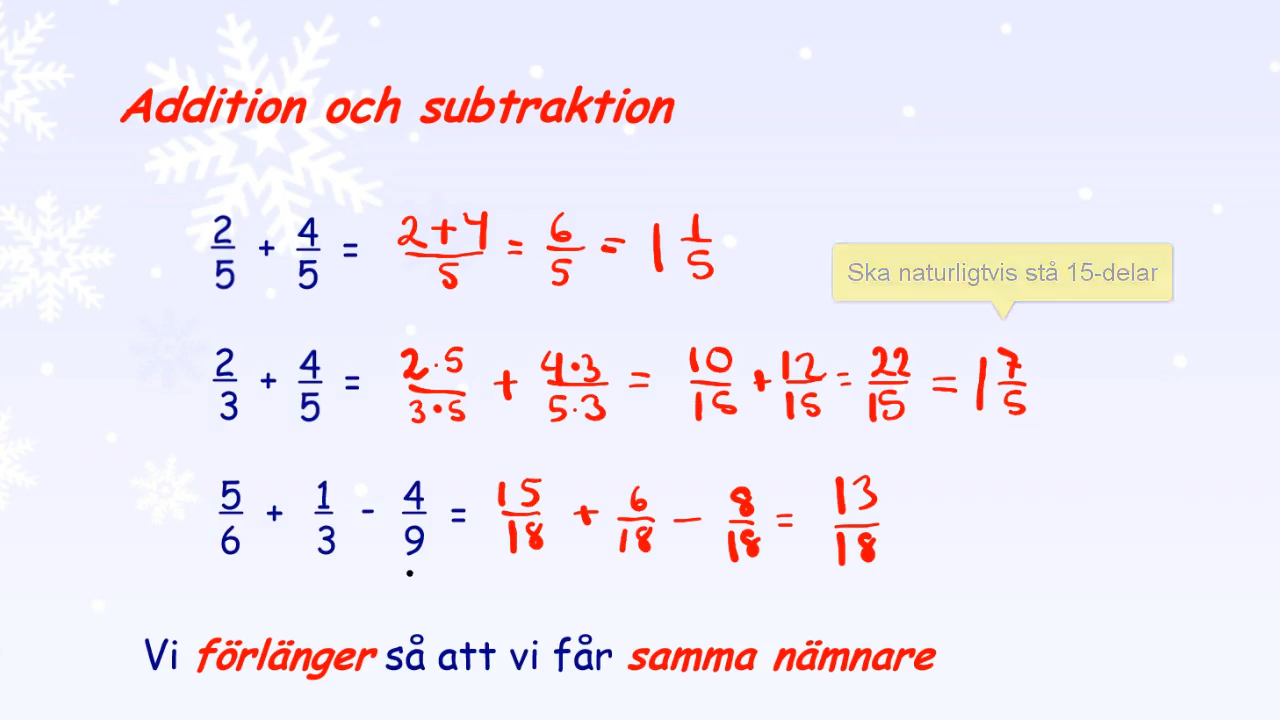 Addition och subtraktion
2/5 + 4/5 = 2+4/5 = 6/5 = 1 1/5
Ska naturligtvis stå 15-delar
2/3 + 4/5 = 2·5/3·5 + 4·3/5·3 = 10/15 + 12/15 = 22/15 = 1 7/5
5/6 + 1/3 - 4/9 = 15/18 + 6/18 - 8/18 = 13/18
Vi förlänger så att vi får samma nämnare